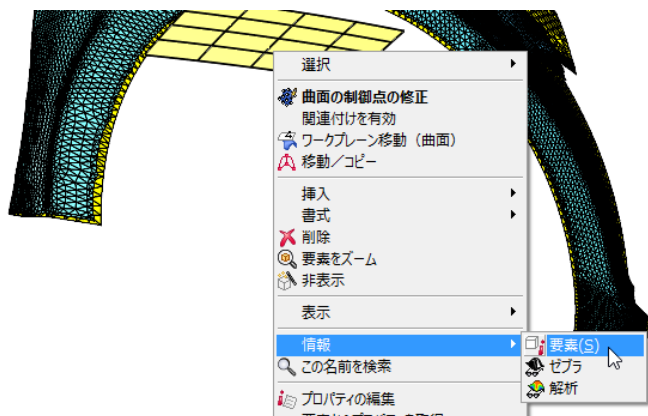 選択
曲面の制御点の修正
関連付けを有効
ワークプレーン移動（曲面）
移動／コピー
挿入
書式
削除
要素をズーム
非表示
表示
情報
要素(S)
ゼブラ
この名前を検索
解析
プロパティの編集